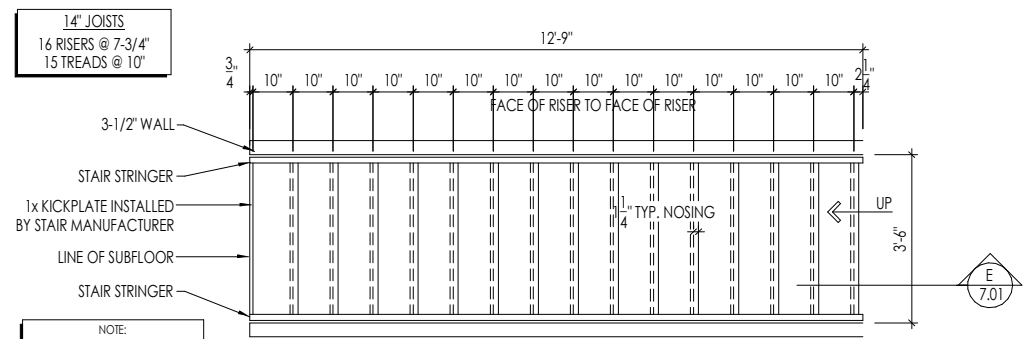 14" JOISTS
16 RISERS @ 7-3/4"
15 TREADS @ 10"
12'-9"
3/4" 10" 10" 10" 10" 10" 10" 10" 10" 10" 10" 10" 10" 10" 10" 10" 2 1/4"
FACE OF RISER TO FACE OF RISER
3-1/2" WALL
STAIR STRINGER
1x KICKPLATE INSTALLED
BY STAIR MANUFACTURER
1 1/4" TYP. NOSING
UP
3'-6"
LINE OF SUBFLOOR
STAIR STRINGER
E
7.01
NOTE: